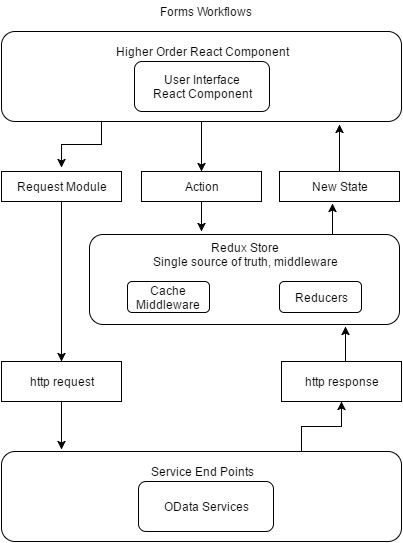 Forms Workflows
Higher Order React Component
User Interface
React Component
Request Module
Action
New State
Redux Store
Single source of truth, middleware
Cache
Middleware
Reducers
http request
http response
Service End Points
OData Services